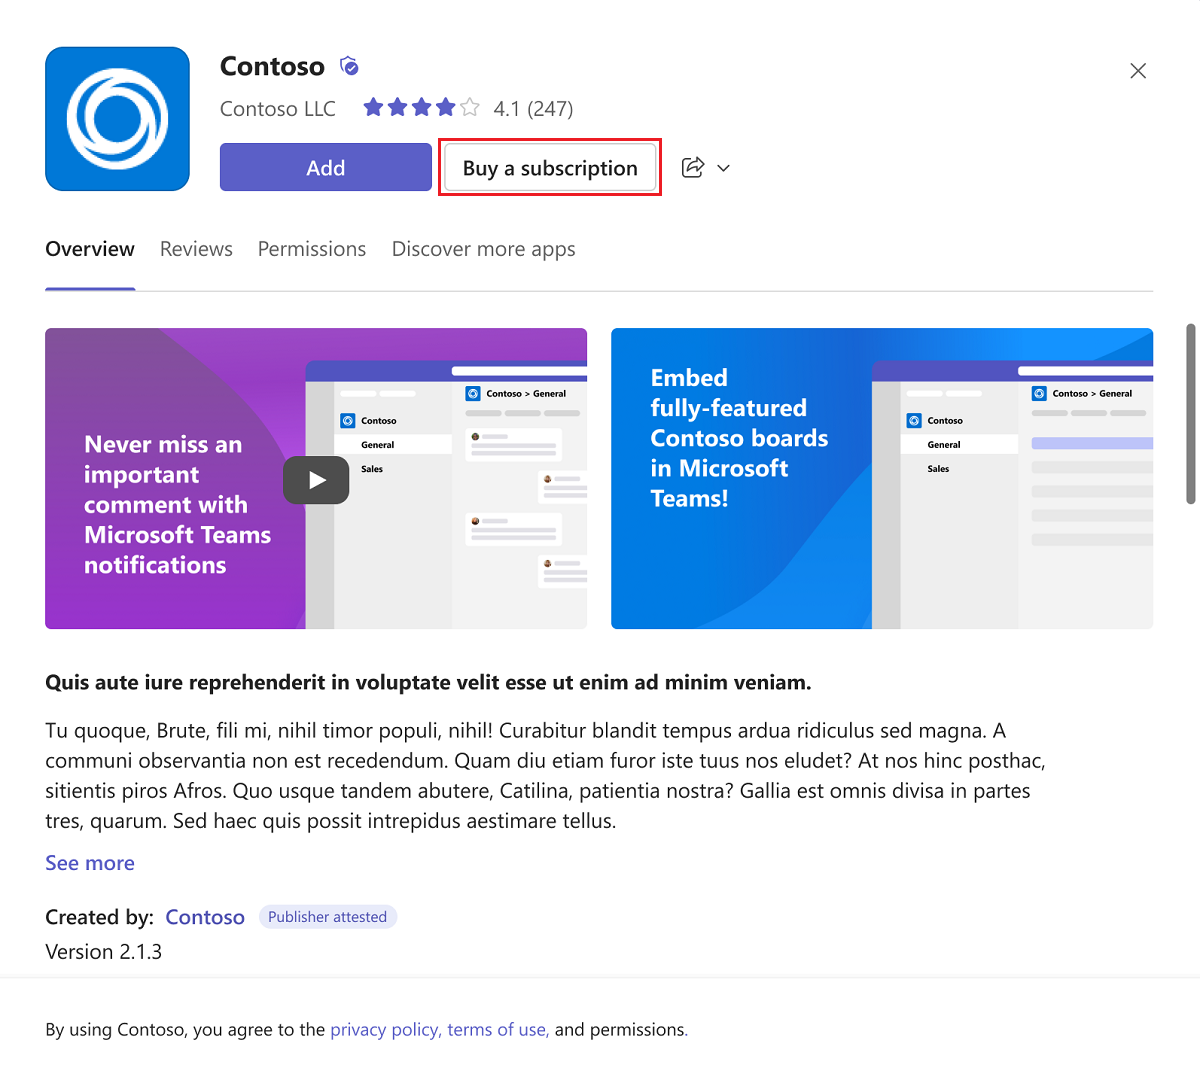 Contoso
Contoso LLC 4.1 (247)
Add Buy a subscription
Overview Reviews Permissions Discover more apps
Never miss an
important
comment with
Microsoft Teams
notifications
Contoso > General
Contoso
General
Sales
Embed
fully-featured
Contoso boards
in Microsoft
Teams!
Contoso > General
Contoso
General
Sales
Quis aute iure reprehenderit in voluptate velit esse ut enim ad minim veniam.
Tu quoque, Brute, fili mi, nihil timor populi, nihil! Curabitur blandit tempus ardua ridiculus sed magna. A
communi observantia non est recedendum. Quam diu etiam furor iste tuus nos eludet? At nos hinc posthac,
sitientis piros Afros. Quo usque tandem abutere, Catilina, patientia nostra? Gallia est omnis divisa in partes
tres, quarum. Sed haec quis possit intrepidus aestimare tellus.
See more
Created by: Contoso Publisher attested
Version 2.1.3
By using Contoso, you agree to the privacy policy, terms of use, and permissions.